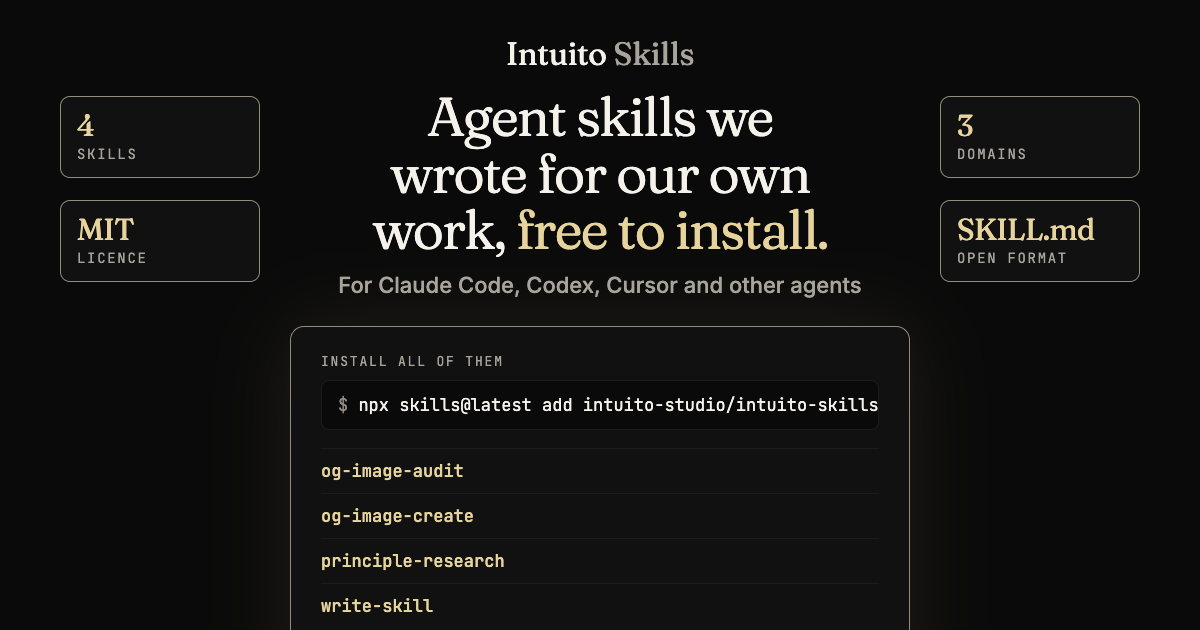 Intuito Skills
4
SKILLS
MIT
LICENCE
Agent skills we
wrote for our own
work, free to install.
For Claude Code, Codex, Cursor and other agents
3
DOMAINS
SKILL.md
OPEN FORMAT
INSTALL ALL OF THEM
$ npx skills@latest add intuito-studio/intuito-skills
og-image-audit
og-image-create
principle-research
write-skill